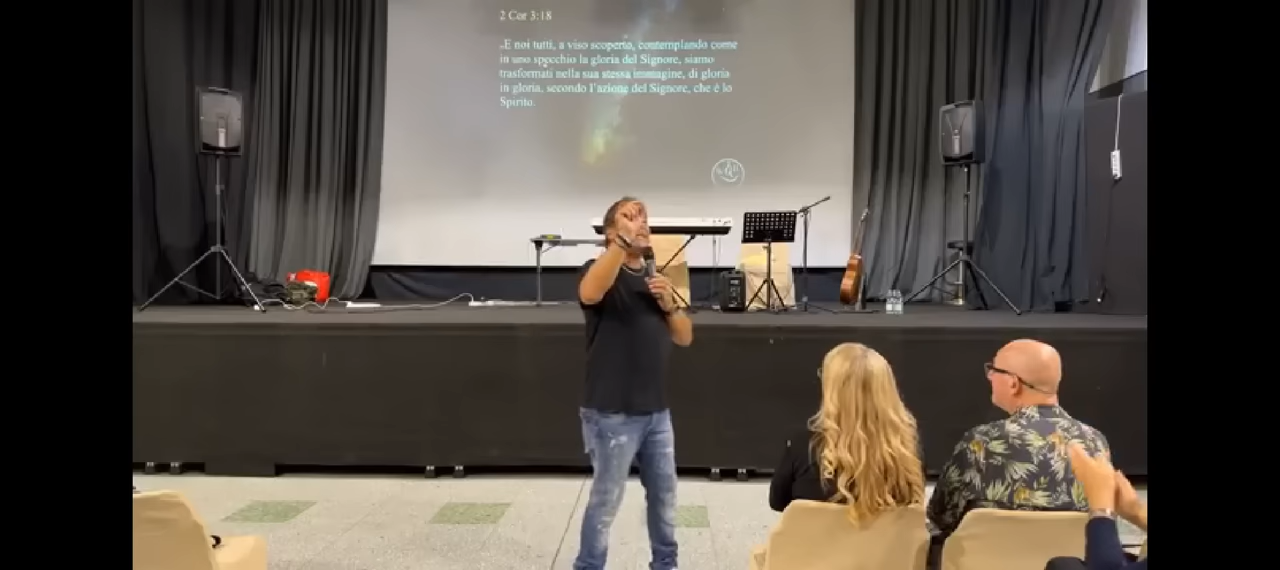 2 Cor 3:18
„E noi tutti, a viso scoperto, contemplando come
in uno specchio la gloria del Signore, siamo
trasformati nella sua stessa immagine, di gloria
in gloria, secondo l'azione del Signore, che è lo
Spirito.